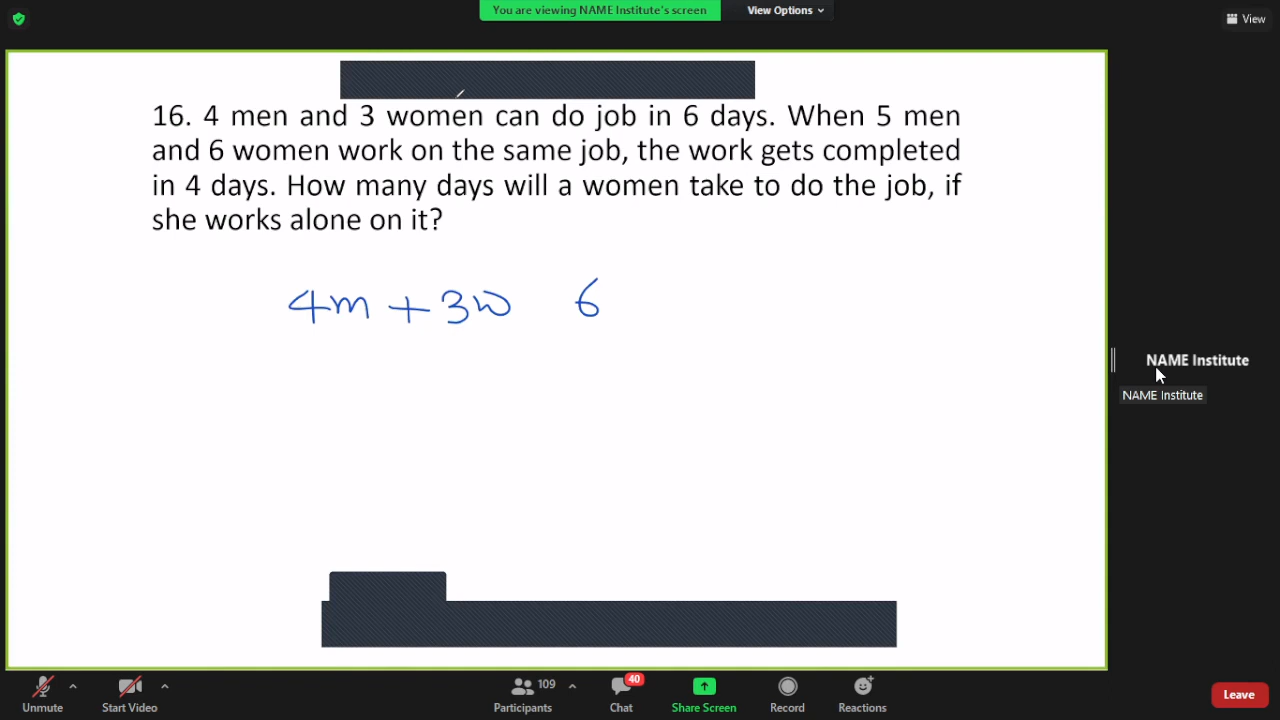 You are viewing NAME Institute's screen View Options
View
16. 4 men and 3 women can do job in 6 days. When 5 men
and 6 women work on the same job, the work gets completed
in 4 days. How many days will a women take to do the job, if
she works alone on it?
4m + 3w 6
NAME Institute
NAME Institute
109
40
Unmute Start Video Participants Chat Share Screen Record Reactions Leave